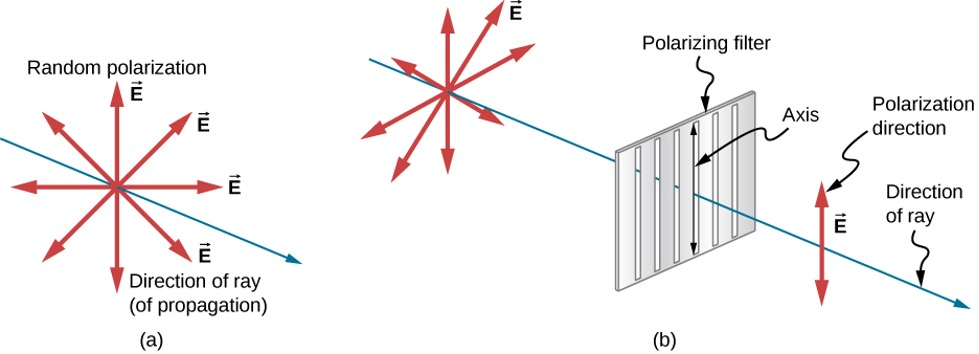 Random polarization
E⃗
E⃗
E⃗
E⃗
Direction of ray
(of propagation)
(a)
E⃗
Polarizing filter
Axis
Polarization
direction
E⃗
Direction
of ray
(b)